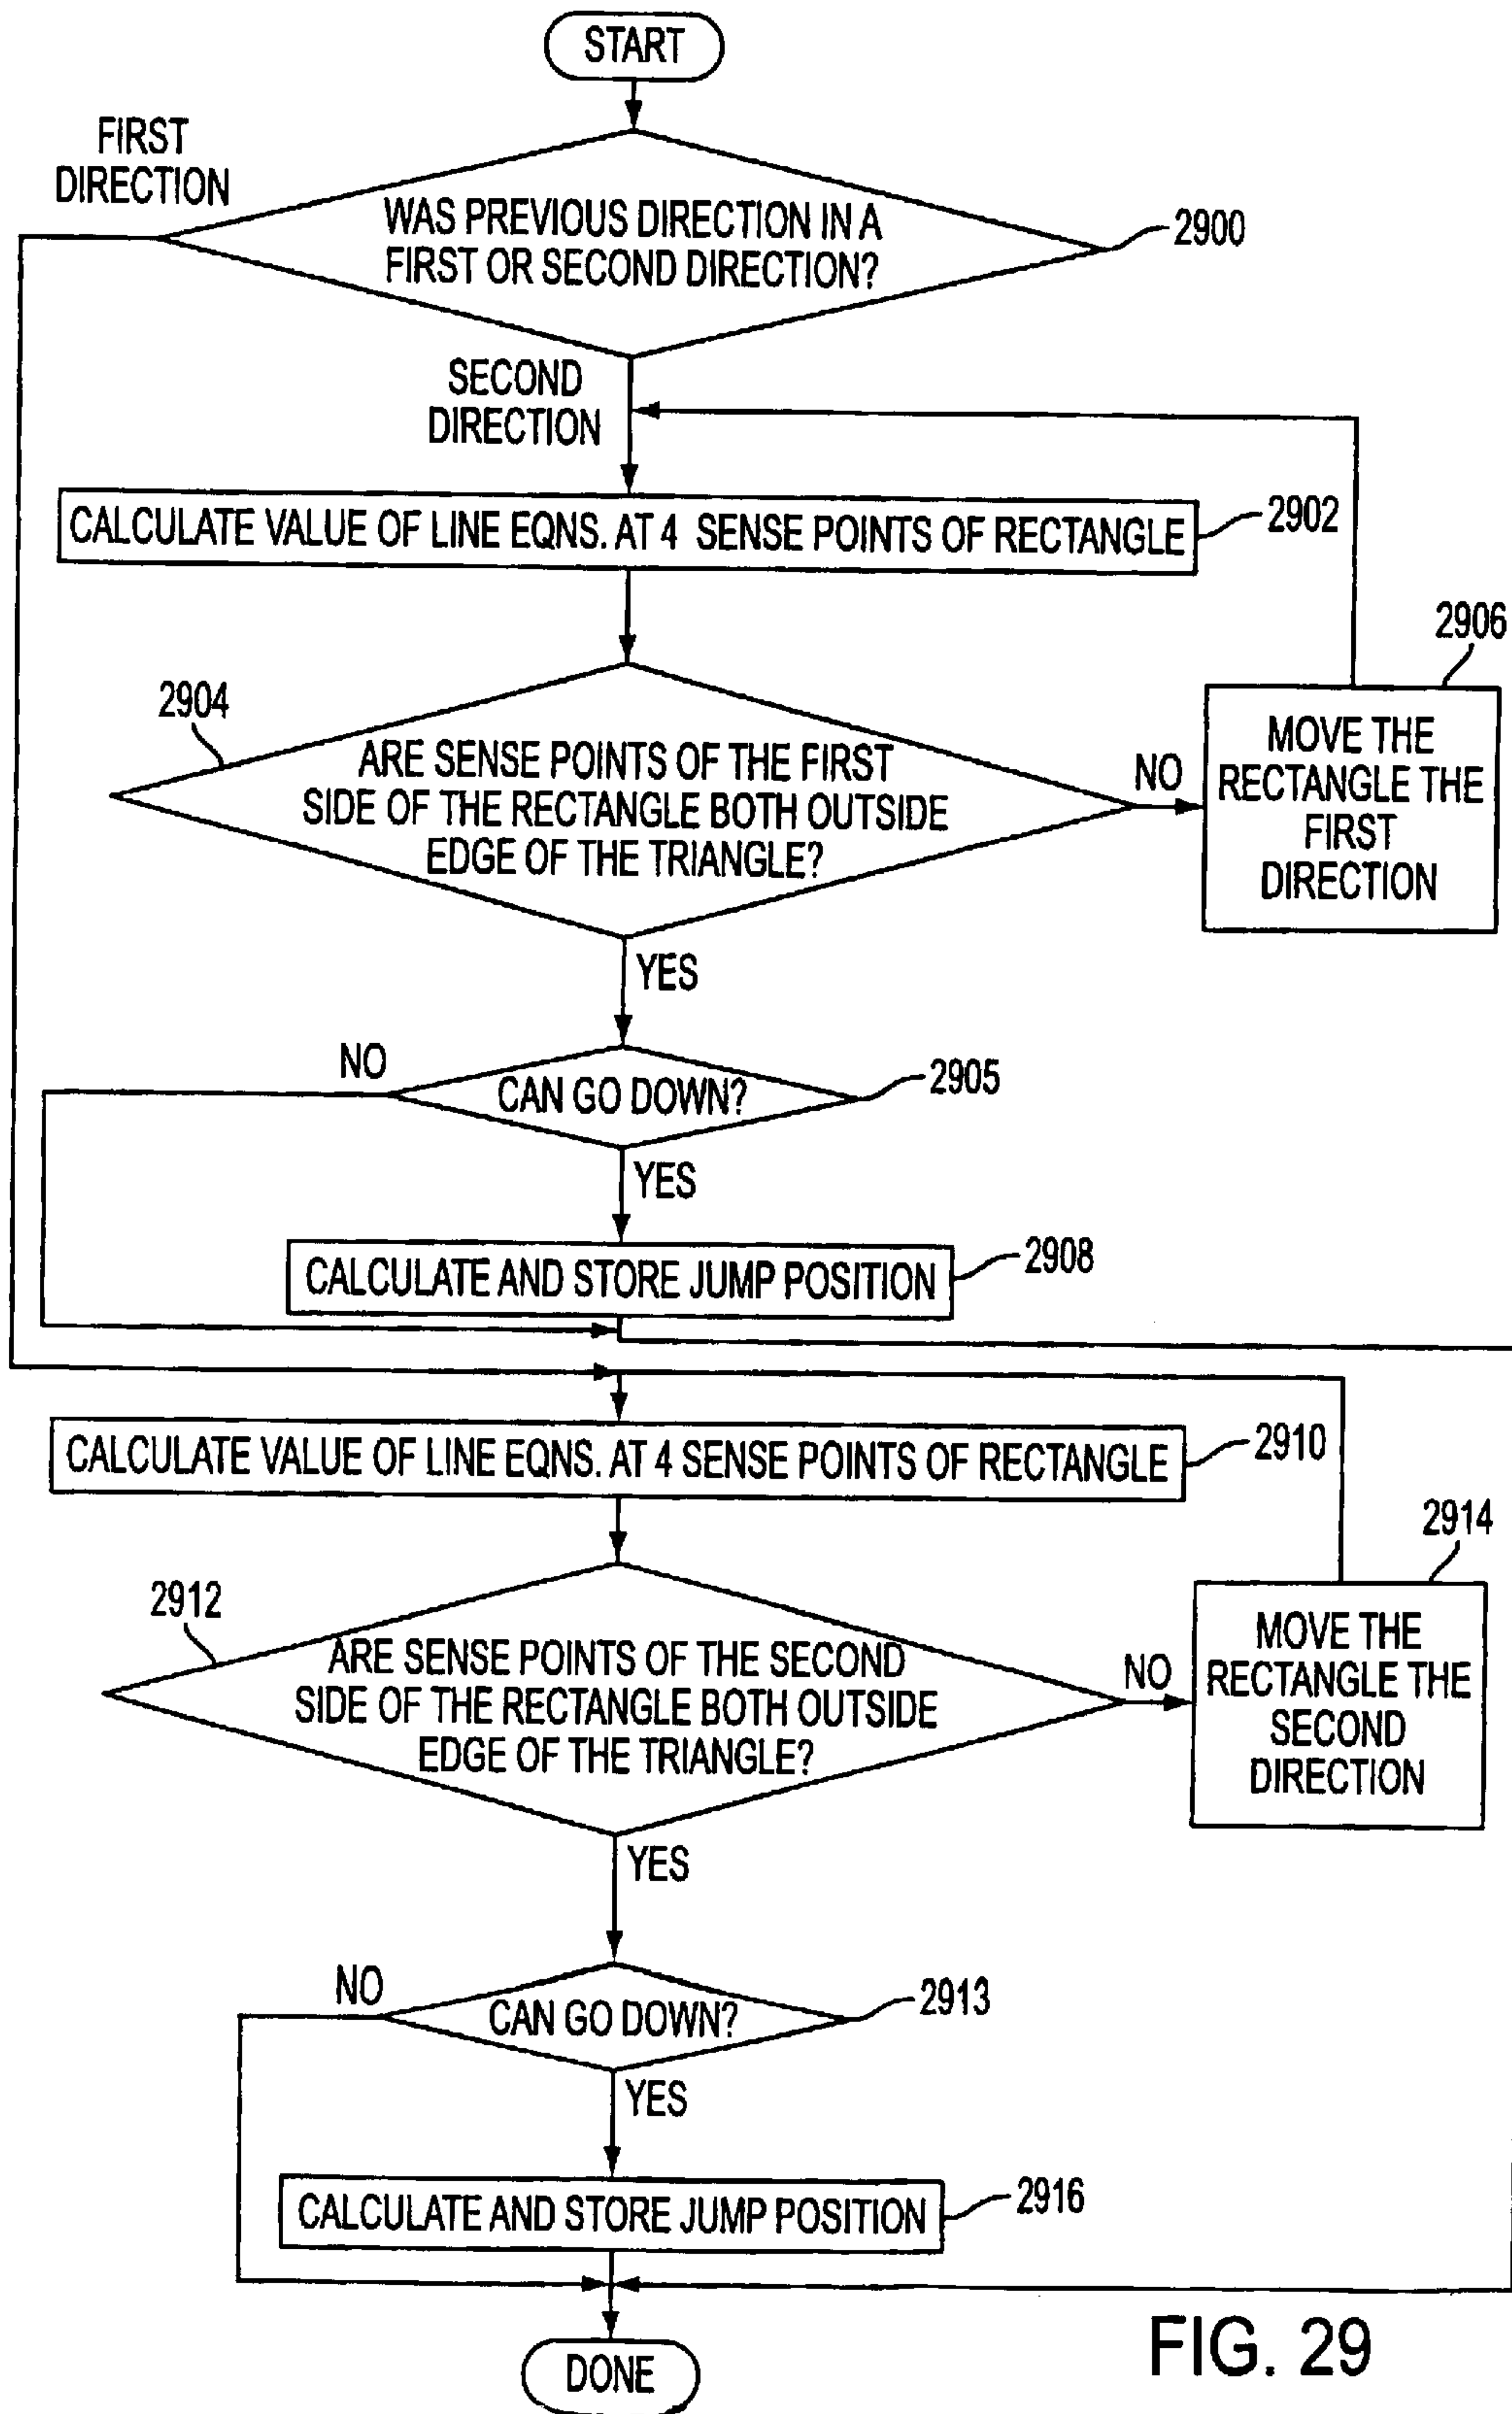 START
FIRST
DIRECTION
WAS PREVIOUS DIRECTION IN A
FIRST OR SECOND DIRECTION?
2900
SECOND
DIRECTION
CALCULATE VALUE OF LINE EQNS. AT 4 SENSE POINTS OF RECTANGLE
2902
2906
2904
ARE SENSE POINTS OF THE FIRST
SIDE OF THE RECTANGLE BOTH OUTSIDE
EDGE OF THE TRIANGLE?
NO
MOVE THE
RECTANGLE THE
FIRST
DIRECTION
YES
NO
CAN GO DOWN?
2905
YES
CALCULATE AND STORE JUMP POSITION
2908
CALCULATE VALUE OF LINE EQNS. AT 4 SENSE POINTS OF RECTANGLE
2910
2914
2912
ARE SENSE POINTS OF THE SECOND
SIDE OF THE RECTANGLE BOTH OUTSIDE
EDGE OF THE TRIANGLE?
NO
MOVE THE
RECTANGLE THE
SECOND
DIRECTION
YES
NO
CAN GO DOWN?
2913
YES
CALCULATE AND STORE JUMP POSITION
2916
DONE
FIG. 29